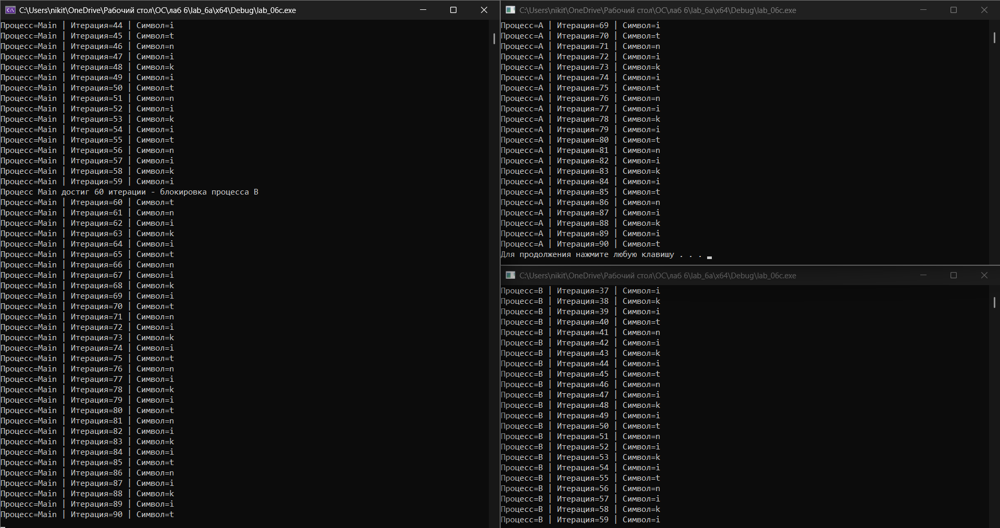 C:\Users\nikit\OneDrive\Рабочий стол\ОС\лаб 6\lab_6a\x64\Debug\lab_06c.exe
Процесс=Main | Итерация=44 | Символ=i
Процесс=Main | Итерация=45 | Символ=t
Процесс=Main | Итерация=46 | Символ=n
Процесс=Main | Итерация=47 | Символ=i
Процесс=Main | Итерация=48 | Символ=k
Процесс=Main | Итерация=49 | Символ=i
Процесс=Main | Итерация=50 | Символ=t
Процесс=Main | Итерация=51 | Символ=n
Процесс=Main | Итерация=52 | Символ=i
Процесс=Main | Итерация=53 | Символ=k
Процесс=Main | Итерация=54 | Символ=i
Процесс=Main | Итерация=55 | Символ=t
Процесс=Main | Итерация=56 | Символ=n
Процесс=Main | Итерация=57 | Символ=i
Процесс=Main | Итерация=58 | Символ=k
Процесс=Main | Итерация=59 | Символ=i
Процесс Main достиг 60 итерации - блокировка процесса B
Процесс=Main | Итерация=60 | Символ=t
Процесс=Main | Итерация=61 | Символ=n
Процесс=Main | Итерация=62 | Символ=i
Процесс=Main | Итерация=63 | Символ=k
Процесс=Main | Итерация=64 | Символ=i
Процесс=Main | Итерация=65 | Символ=t
Процесс=Main | Итерация=66 | Символ=n
Процесс=Main | Итерация=67 | Символ=i
Процесс=Main | Итерация=68 | Символ=k
Процесс=Main | Итерация=69 | Символ=i
Процесс=Main | Итерация=70 | Символ=t
Процесс=Main | Итерация=71 | Символ=n
Процесс=Main | Итерация=72 | Символ=i
Процесс=Main | Итерация=73 | Символ=k
Процесс=Main | Итерация=74 | Символ=i
Процесс=Main | Итерация=75 | Символ=t
Процесс=Main | Итерация=76 | Символ=n
Процесс=Main | Итерация=77 | Символ=i
Процесс=Main | Итерация=78 | Символ=k
Процесс=Main | Итерация=79 | Символ=i
Процесс=Main | Итерация=80 | Символ=t
Процесс=Main | Итерация=81 | Символ=n
Процесс=Main | Итерация=82 | Символ=i
Процесс=Main | Итерация=83 | Символ=k
Процесс=Main | Итерация=84 | Символ=i
Процесс=Main | Итерация=85 | Символ=t
Процесс=Main | Итерация=86 | Символ=n
Процесс=Main | Итерация=87 | Символ=i
Процесс=Main | Итерация=88 | Символ=k
Процесс=Main | Итерация=89 | Символ=i
Процесс=Main | Итерация=90 | Символ=t
C:\Users\nikit\OneDrive\Рабочий стол\ОС\лаб 6\lab_6a\x64\Debug\lab_06c.exe
Процесс=A | Итерация=69 | Символ=i
Процесс=A | Итерация=70 | Символ=t
Процесс=A | Итерация=71 | Символ=n
Процесс=A | Итерация=72 | Символ=i
Процесс=A | Итерация=73 | Символ=k
Процесс=A | Итерация=74 | Символ=i
Процесс=A | Итерация=75 | Символ=t
Процесс=A | Итерация=76 | Символ=n
Процесс=A | Итерация=77 | Символ=i
Процесс=A | Итерация=78 | Символ=k
Процесс=A | Итерация=79 | Символ=i
Процесс=A | Итерация=80 | Символ=t
Процесс=A | Итерация=81 | Символ=n
Процесс=A | Итерация=82 | Символ=i
Процесс=A | Итерация=83 | Символ=k
Процесс=A | Итерация=84 | Символ=i
Процесс=A | Итерация=85 | Символ=t
Процесс=A | Итерация=86 | Символ=n
Процесс=A | Итерация=87 | Символ=i
Процесс=A | Итерация=88 | Символ=k
Процесс=A | Итерация=89 | Символ=i
Процесс=A | Итерация=90 | Символ=t
Для продолжения нажмите любую клавишу . . .
C:\Users\nikit\OneDrive\Рабочий стол\ОС\лаб 6\lab_6a\x64\Debug\lab_06c.exe
Процесс=B | Итерация=37 | Символ=i
Процесс=B | Итерация=38 | Символ=k
Процесс=B | Итерация=39 | Символ=i
Процесс=B | Итерация=40 | Символ=t
Процесс=B | Итерация=41 | Символ=n
Процесс=B | Итерация=42 | Символ=i
Процесс=B | Итерация=43 | Символ=k
Процесс=B | Итерация=44 | Символ=i
Процесс=B | Итерация=45 | Символ=t
Процесс=B | Итерация=46 | Символ=n
Процесс=B | Итерация=47 | Символ=i
Процесс=B | Итерация=48 | Символ=k
Процесс=B | Итерация=49 | Символ=i
Процесс=B | Итерация=50 | Символ=t
Процесс=B | Итерация=51 | Символ=n
Процесс=B | Итерация=52 | Символ=i
Процесс=B | Итерация=53 | Символ=k
Процесс=B | Итерация=54 | Символ=i
Процесс=B | Итерация=55 | Символ=t
Процесс=B | Итерация=56 | Символ=n
Процесс=B | Итерация=57 | Символ=i
Процесс=B | Итерация=58 | Символ=k
Процесс=B | Итерация=59 | Символ=i